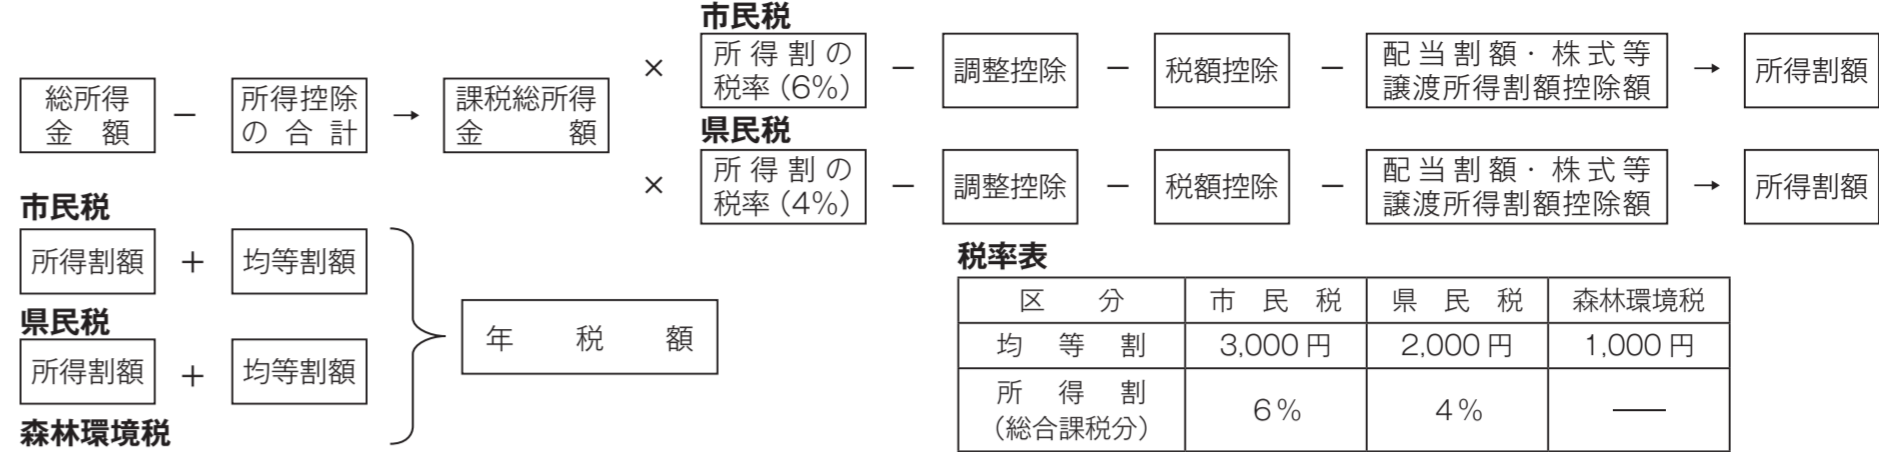 総所得
金額
－
所得控除
の合計
→
課税総所得
金額
市民税
×
所得割の
税率（6%）
－
調整控除
－
税額控除
－
配当割額・株式等
譲渡所得割額控除額
→
所得割額
県民税
×
所得割の
税率（4%）
－
調整控除
－
税額控除
－
配当割額・株式等
譲渡所得割額控除額
→
所得割額
市民税
所得割額 ＋ 均等割額
県民税
所得割額 ＋ 均等割額
森林環境税
年税額
税率表
区分 市民税 県民税 森林環境税
均等割 3,000円 2,000円 1,000円
所得割
（総合課税分） 6% 4% ――